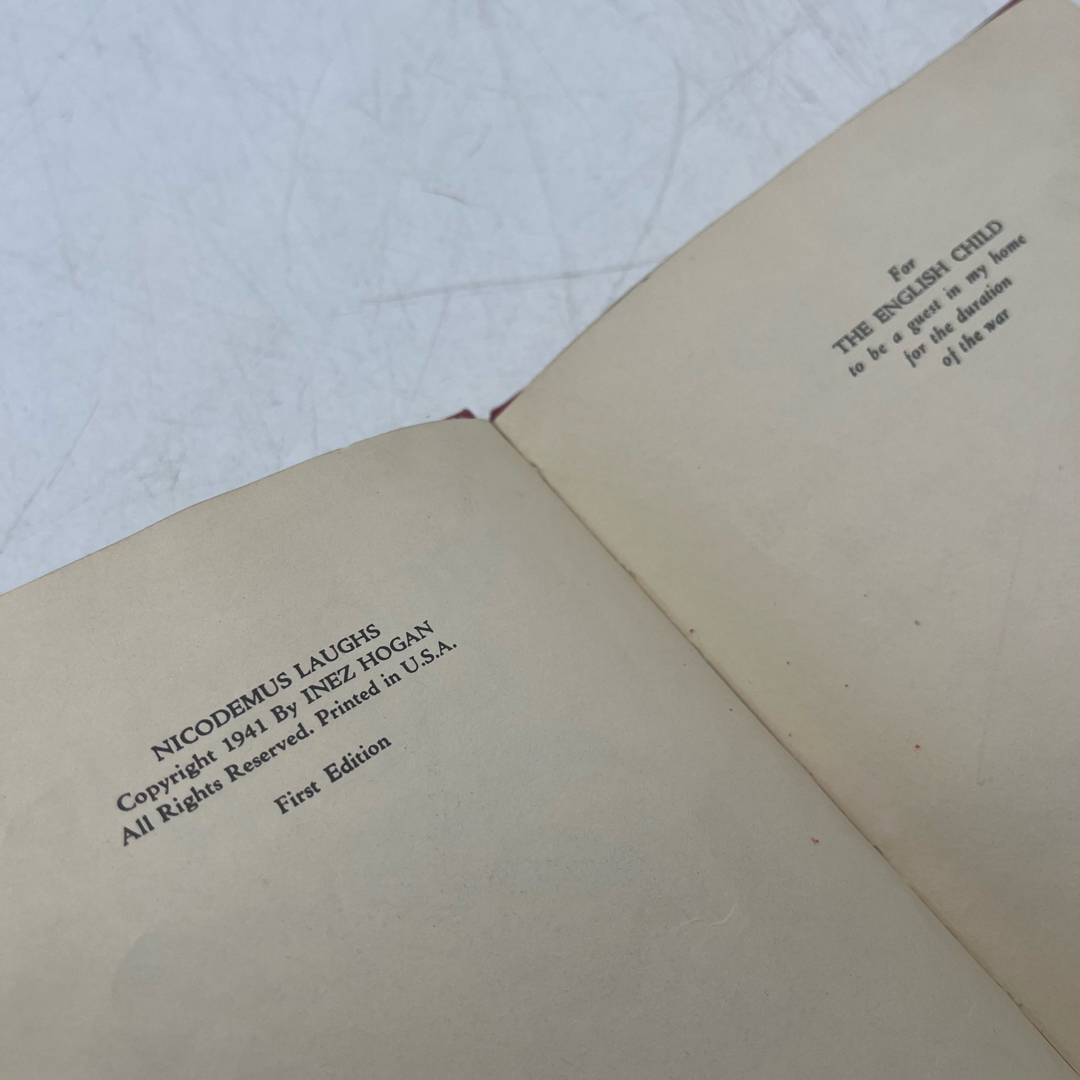 NICODEMUS LAUGHS
Copyright 1941 By INEZ HOGAN
All Rights Reserved. Printed in U.S.A.
First Edition
For
THE ENGLISH CHILD
to be a guest in my home
for the duration
of the war